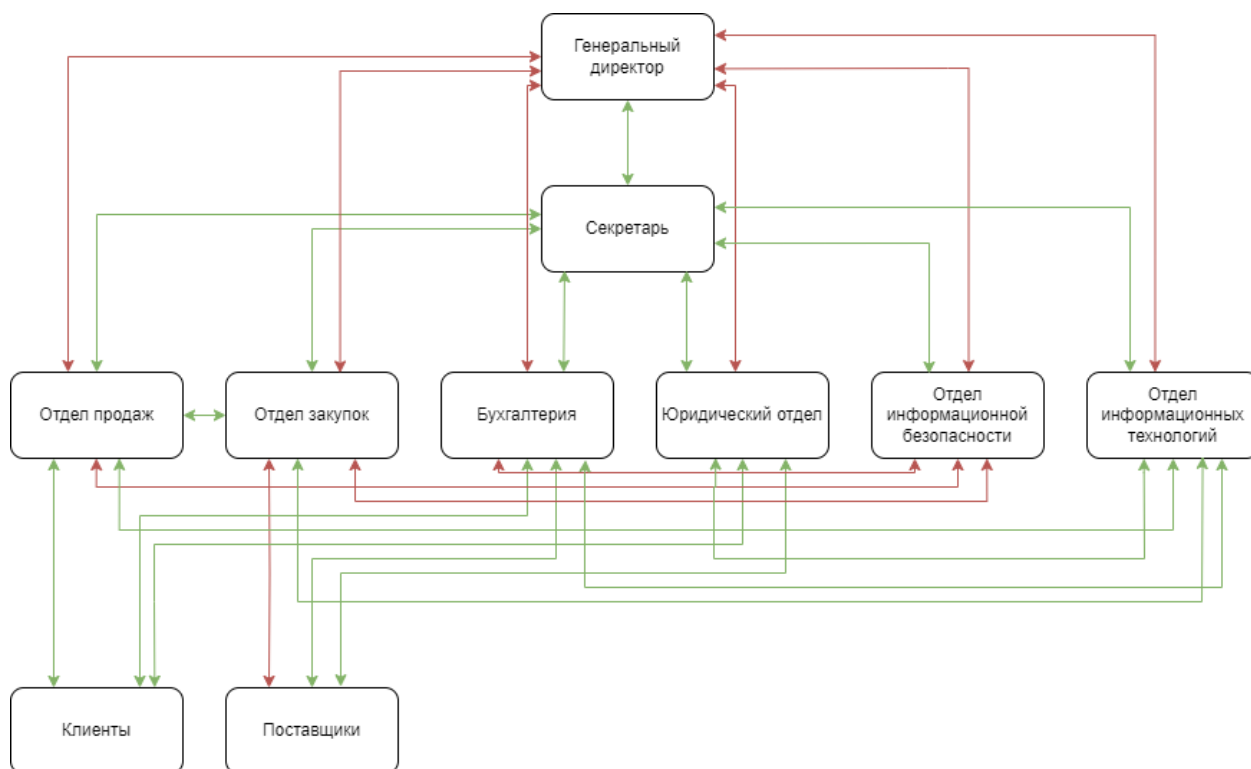 Генеральный
директор
Секретарь
Отдел продаж
Отдел закупок
Бухгалтерия
Юридический отдел
Отдел
информационной
безопасности
Отдел
информационных
технологий
Клиенты
Поставщики